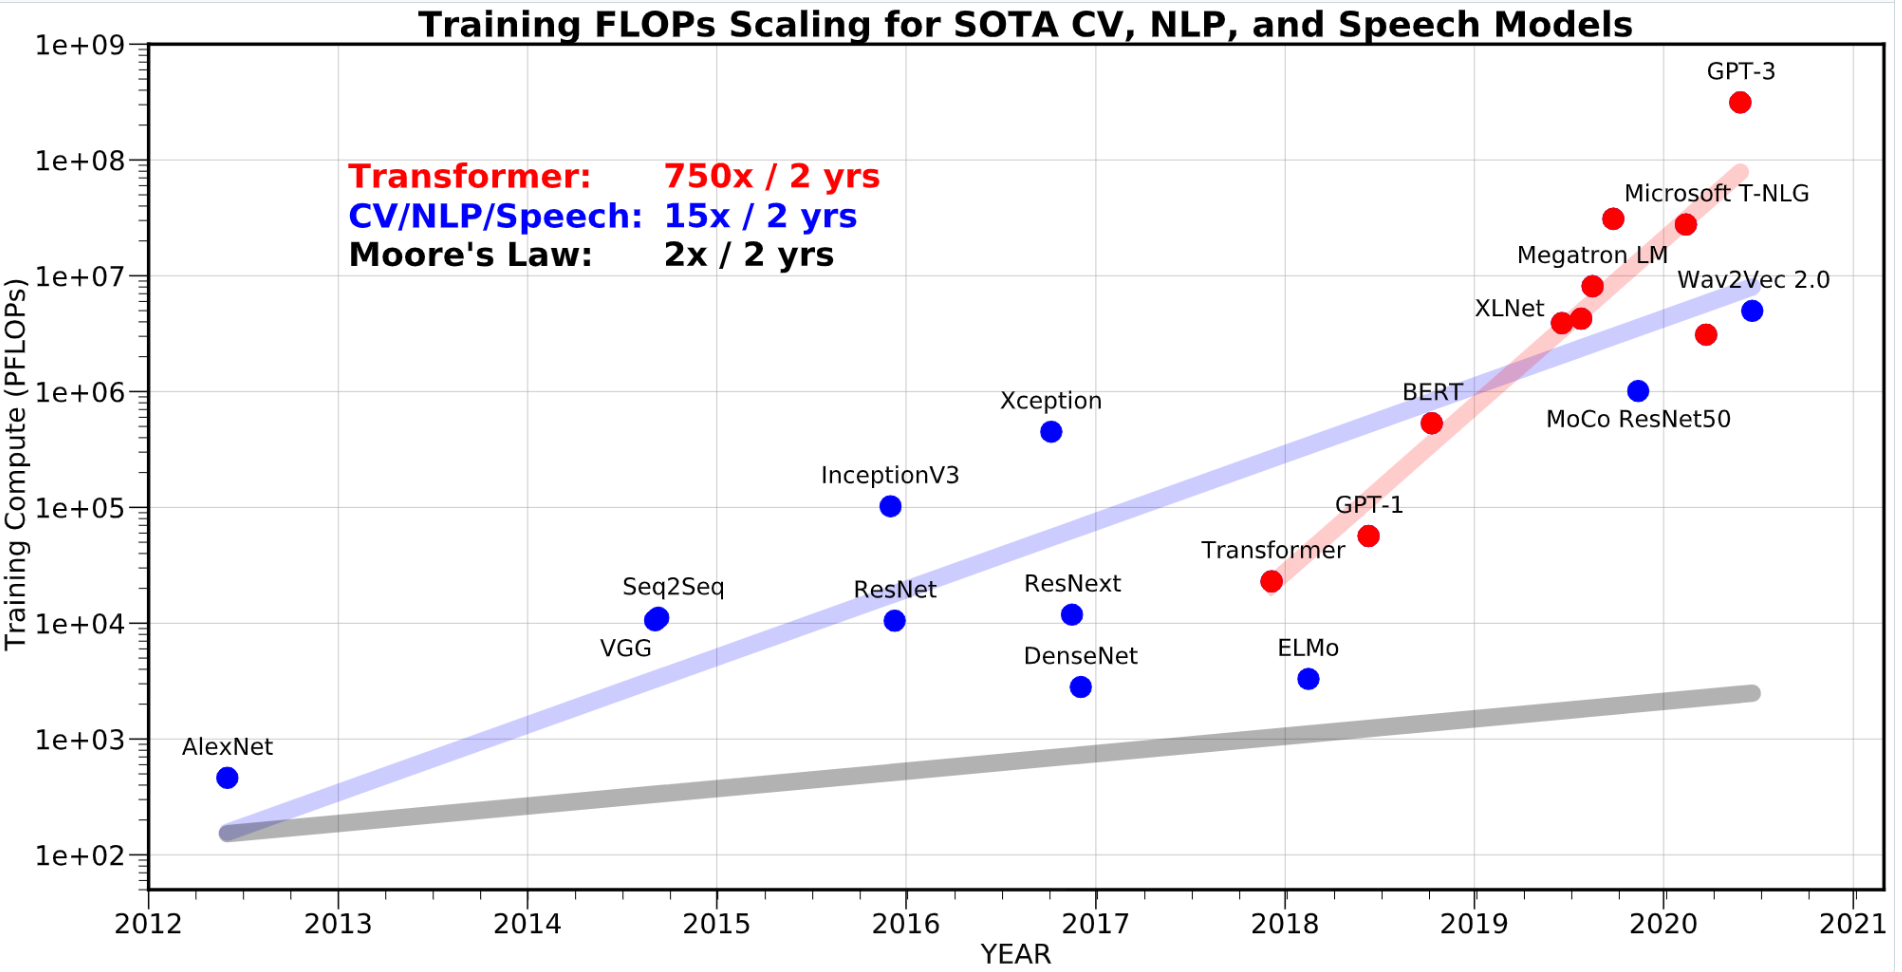 Training FLOPs Scaling for SOTA CV, NLP, and Speech Models
1e+09
GPT-3
1e+08
Transformer: 750x / 2 yrs
CV/NLP/Speech: 15x / 2 yrs
Moore's Law: 2x / 2 yrs
Microsoft T-NLG
Megatron LM
1e+07
Wav2Vec 2.0
XLNet
Training Compute (PFLOPs)
1e+06
BERT
Xception
MoCo ResNet50
InceptionV3
1e+05
GPT-1
Transformer
Seq2Seq
ResNet
ResNext
1e+04
VGG
DenseNet
ELMo
1e+03
AlexNet
1e+02
2012 2013 2014 2015 2016 2017 2018 2019 2020 2021
YEAR